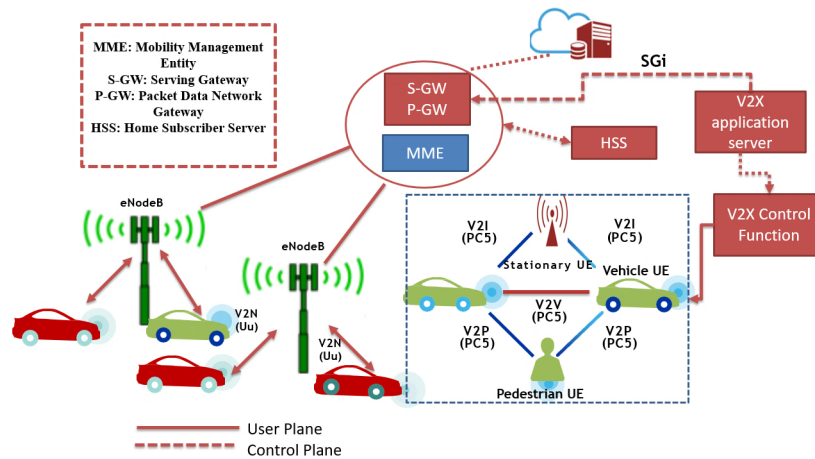 MME: Mobility Management
Entity
S-GW: Serving Gateway
P-GW: Packet Data Network
Gateway
HSS: Home Subscriber Server
S-GW
P-GW
MME
SGi
HSS
V2X
application
server
V2X Control
Function
eNodeB
eNodeB
V2N
(Uu)
V2N
(Uu)
V2I
(PC5)
V2I
(PC5)
Stationary UE
Vehicle UE
V2V
(PC5)
V2P
(PC5)
V2P
(PC5)
Pedestrian UE
User Plane
Control Plane